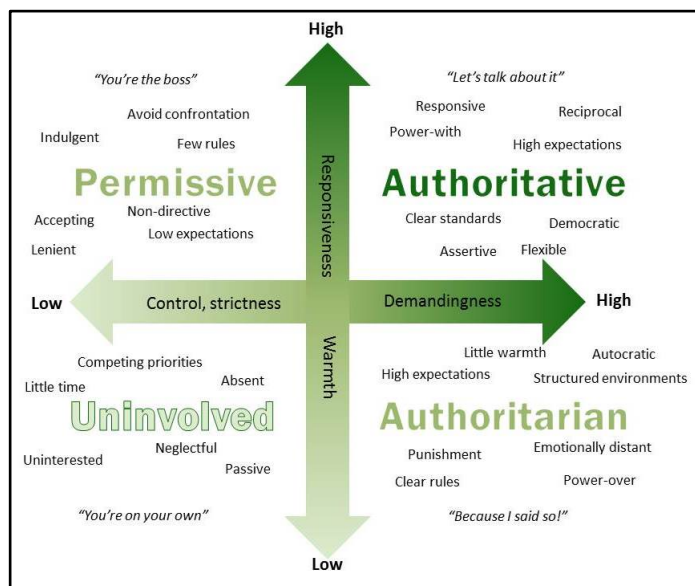 High
“You’re the boss”
“Let’s talk about it”
Avoid confrontation
Responsive
Reciprocal
Indulgent
Few rules
Power-with
High expectations
Permissive
Responsiveness
Authoritative
Accepting
Non-directive
Low expectations
Lenient
Clear standards
Democratic
Assertive
Flexible
Low
Control, strictness
Demandingness
High
Competing priorities
Little time
Absent
Warmth
Little warmth
Autocratic
High expectations
Structured environments
Uninvolved
Authoritarian
Uninterested
Neglectful
Passive
Punishment
Emotionally distant
Clear rules
Power-over
“You’re on your own”
“Because I said so!”
Low